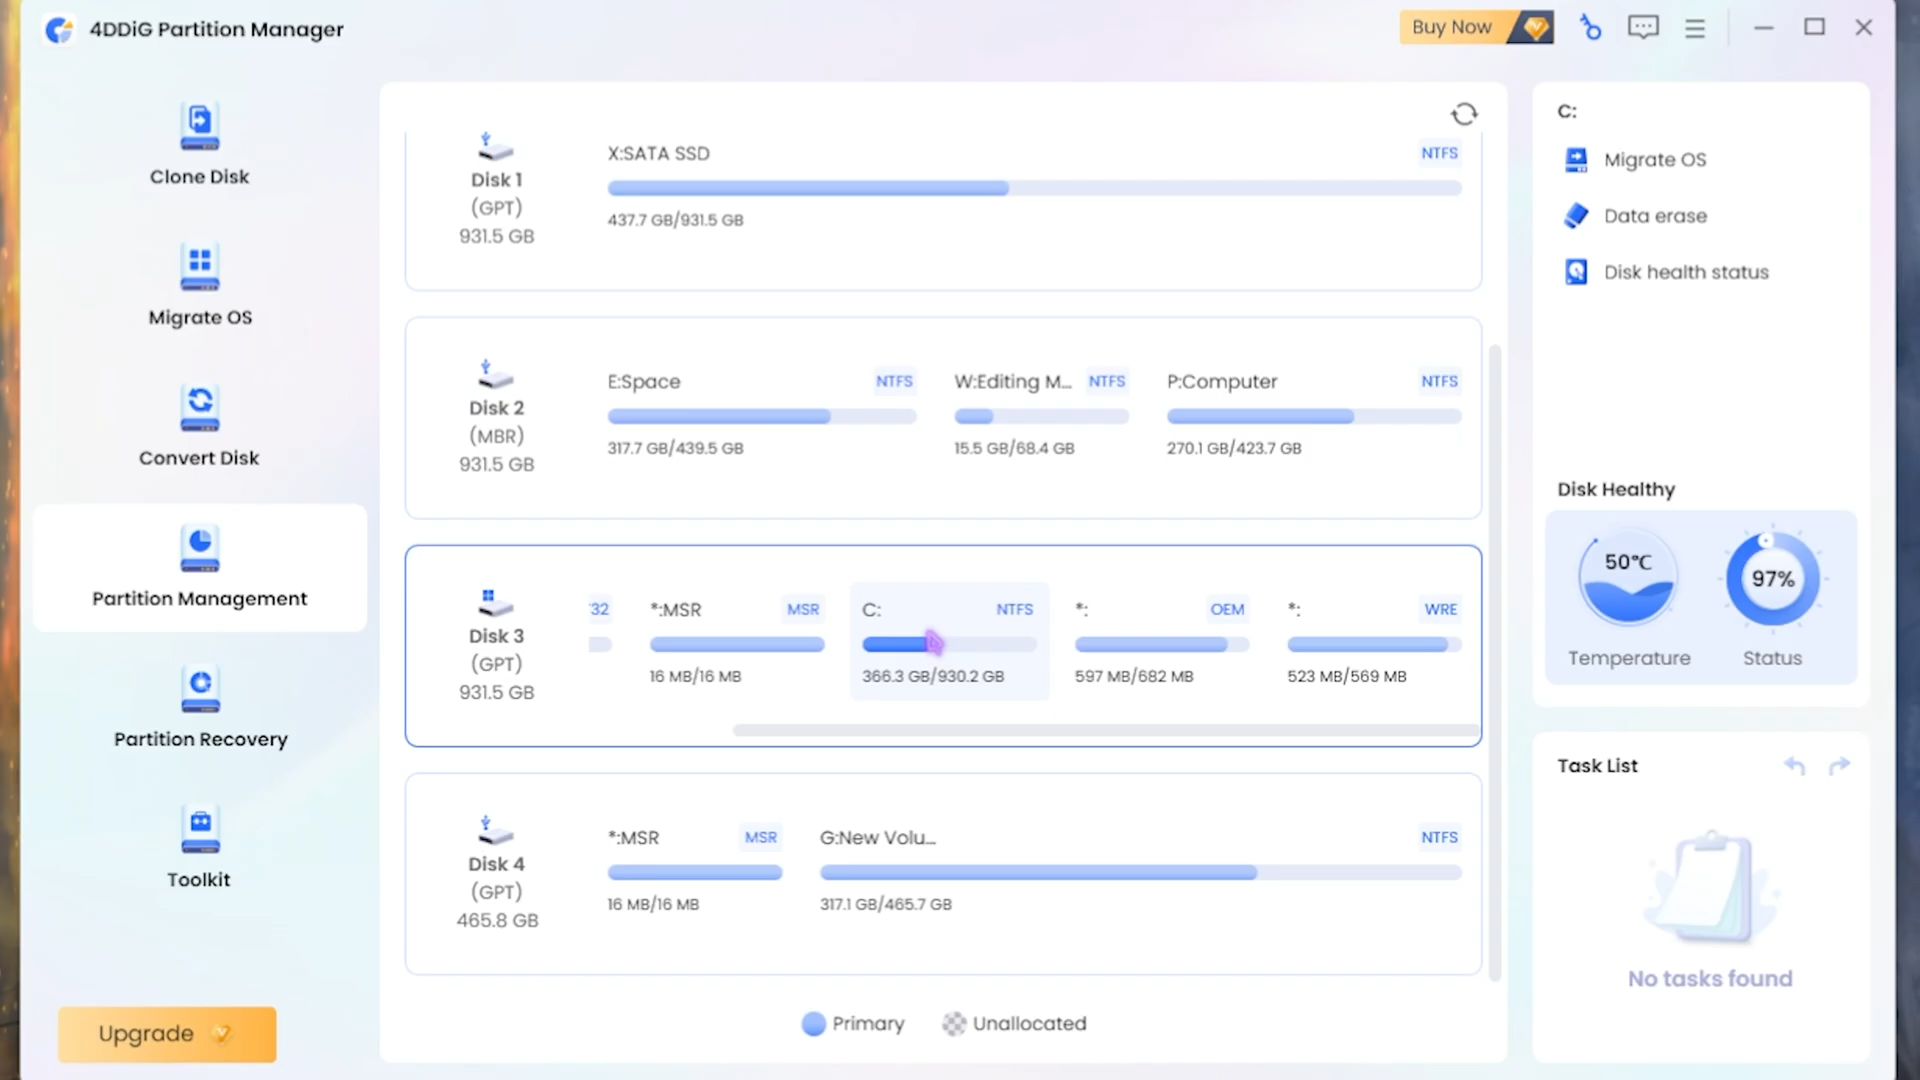 4DDiG Partition Manager
Buy Now
Clone Disk
Migrate OS
Convert Disk
Partition Management
Partition Recovery
Toolkit
Upgrade
Disk 1
(GPT)
931.5 GB
X:SATA SSD
NTFS
437.7 GB/931.5 GB
Disk 2
(MBR)
931.5 GB
E:Space
NTFS
317.7 GB/439.5 GB
W:Editing M...
NTFS
15.5 GB/68.4 GB
P:Computer
NTFS
270.1 GB/423.7 GB
Disk 3
(GPT)
931.5 GB
32
*:MSR
MSR
16 MB/16 MB
C:
NTFS
366.3 GB/930.2 GB
*:
OEM
597 MB/682 MB
*:
WRE
523 MB/569 MB
Disk 4
(GPT)
465.8 GB
*:MSR
MSR
16 MB/16 MB
G:New Volu...
NTFS
317.1 GB/465.7 GB
Primary
Unallocated
C:
Migrate OS
Data erase
Disk health status
Disk Healthy
50℃
Temperature
97%
Status
Task List
No tasks found